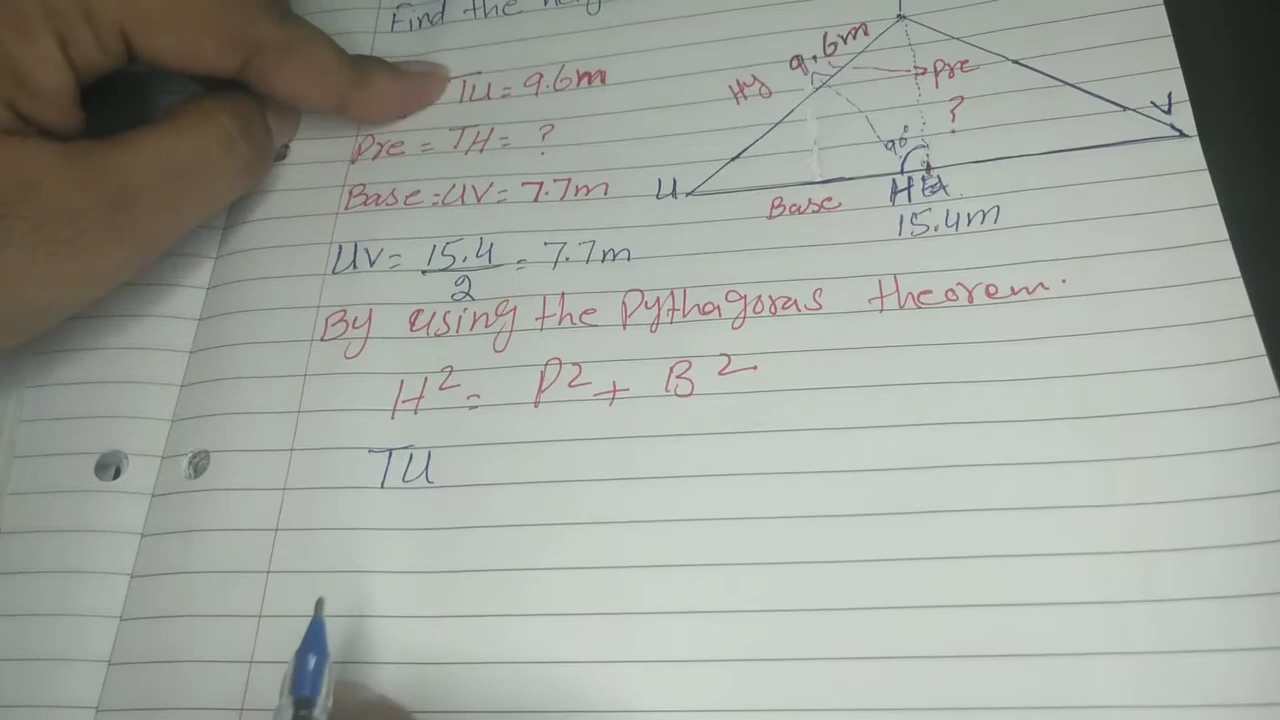 Find the
TU = 9.6m
Pre = TH = ?
Base = UV = 7.7m
UV = 15.4/2 = 7.7m
By using the Pythagoras theorem.
H² = P² + B²
TU
Hy
9.6m
Pre
?
90°
U
V
Base
H
15.4m